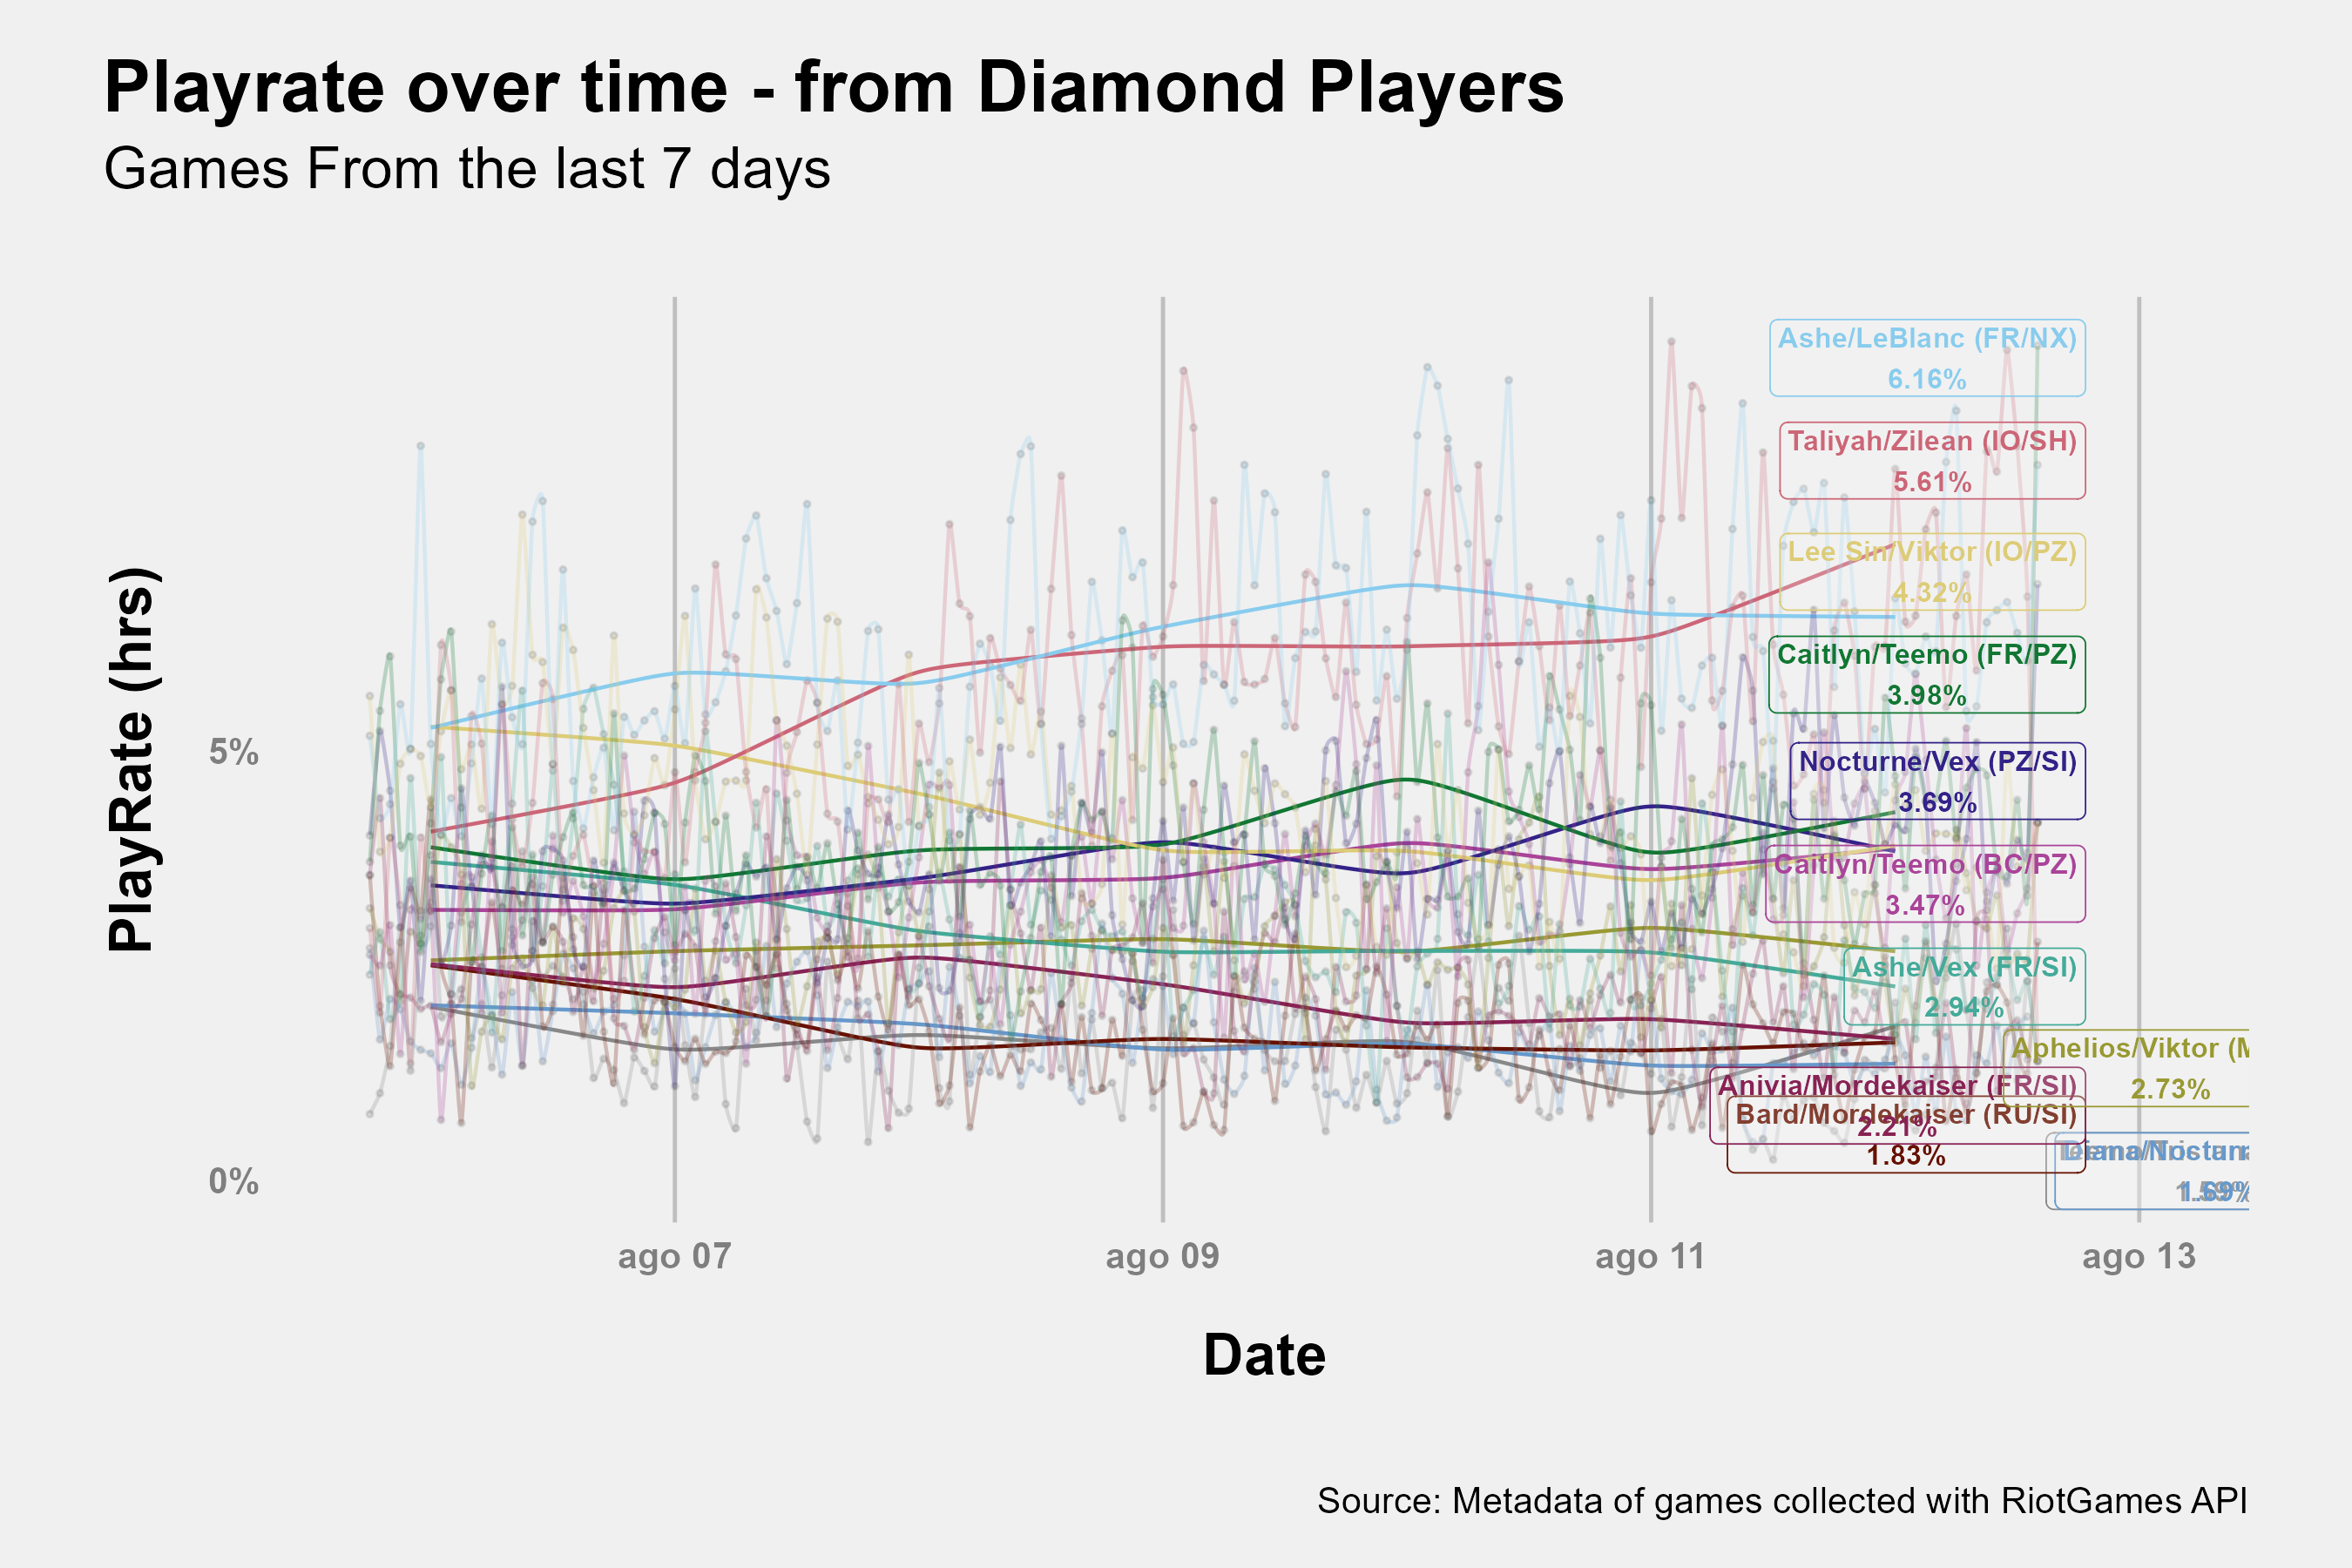 Playrate over time - from Diamond Players
Games From the last 7 days
PlayRate (hrs)
5%
0%
Ashe/LeBlanc (FR/NX)
6.16%
Taliyah/Zilean (IO/SH)
5.61%
Lee Sin/Viktor (IO/PZ)
4.32%
Caitlyn/Teemo (FR/PZ)
3.98%
Nocturne/Vex (PZ/SI)
3.69%
Caitlyn/Teemo (BC/PZ)
3.47%
Ashe/Vex (FR/SI)
2.94%
Aphelios/Viktor (M
2.73%
Anivia/Mordekaiser (FR/SI)
2.21%
Bard/Mordekaiser (RU/SI)
1.83%
1.69%
ago 07
ago 09
ago 11
ago 13
Date
Source: Metadata of games collected with RiotGames API